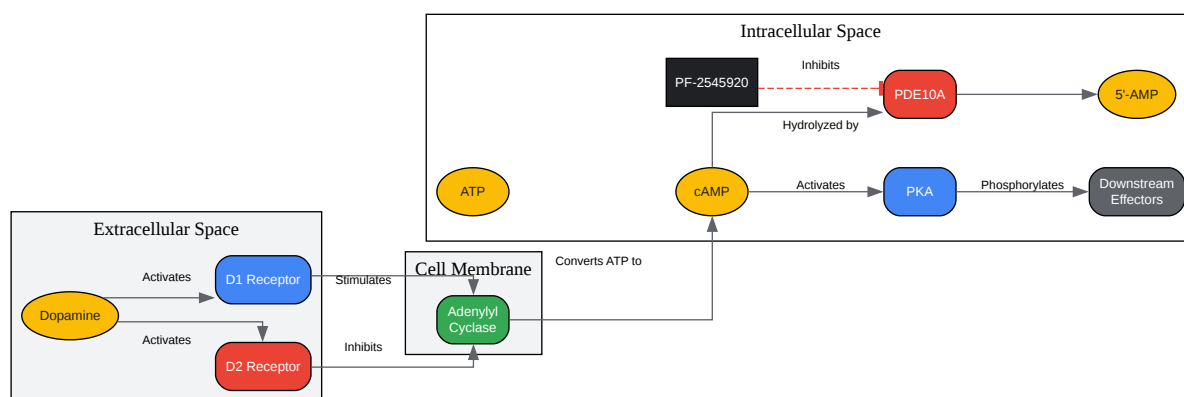 Intracellular Space
Inhibits
PF-2545920
PDE10A
5'-AMP
Hydrolyzed by
ATP
cAMP
Activates
PKA
Phosphorylates
Downstream
Effectors
Extracellular Space
Cell Membrane
Converts ATP to
Activates
D1 Receptor
Stimulates
Dopamine
Adenylyl
Cyclase
Activates
Inhibits
D2 Receptor